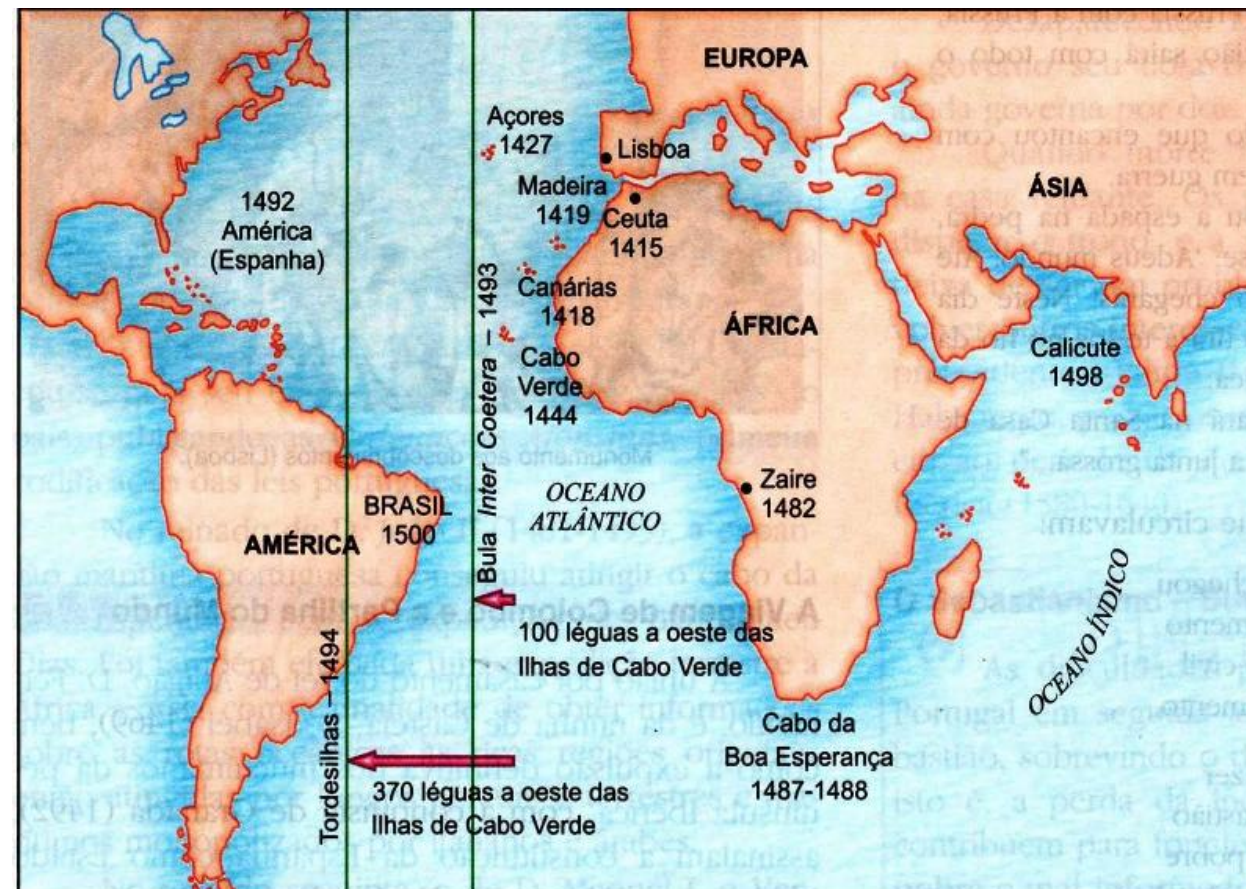 EUROPA
Açores
1427
Lisboa
Madeira
1419
Ceuta
1415
ÁSIA
1492
América
(Espanha)
Canárias
1418
ÁFRICA
Calicute
1498
Cabo
Verde
1444
Bula Inter Coetera – 1493
Zaire
1482
BRASIL
1500
OCEANO
ATLÂNTICO
AMÉRICA
100 léguas a oeste das
Ilhas de Cabo Verde
OCEANO ÍNDICO
Tordesilhas – 1494
Cabo da
Boa Esperança
1487-1488
370 léguas a oeste das
Ilhas de Cabo Verde